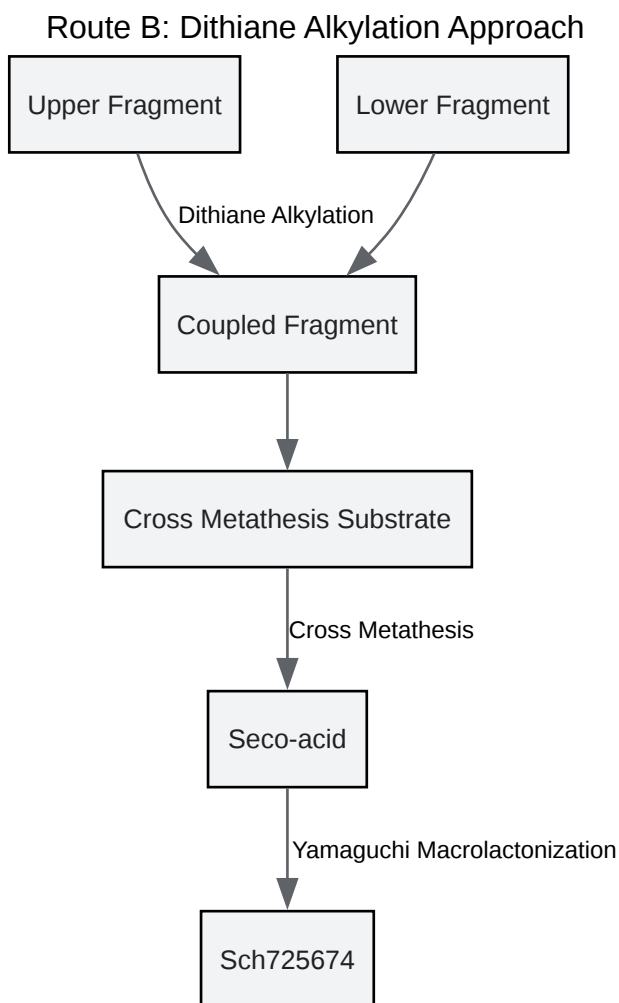 Route B: Dithiane Alkylation Approach
Upper Fragment
Lower Fragment
Dithiane Alkylation
Coupled Fragment
Cross Metathesis Substrate
Cross Metathesis
Seco-acid
Yamaguchi Macrolactonization
Sch725674